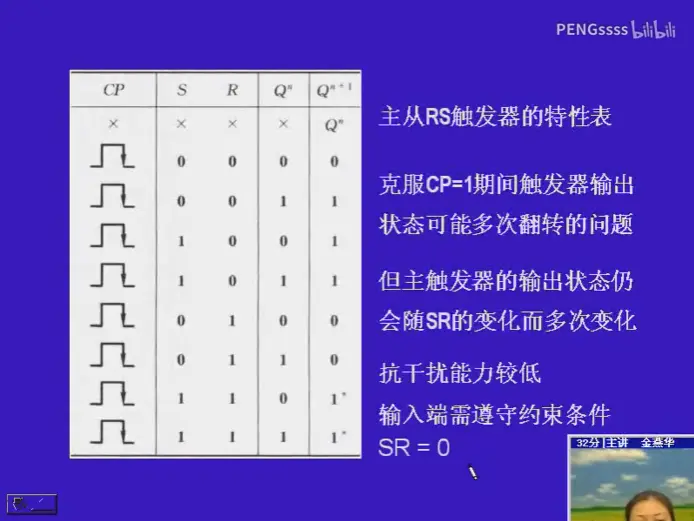 PENGssss bilibili
CP S R Qⁿ Qⁿ⁺¹
× × × × Qⁿ
0 0 0 0
0 0 1 1
1 0 0 1
1 0 1 1
0 1 0 0
0 1 1 0
1 1 0 1*
1 1 1 1*
主从RS触发器的特性表
克服CP=1期间触发器输出
状态可能多次翻转的问题
但主触发器的输出状态仍
会随SR的变化而多次变化
抗干扰能力较低
输入端需遵守约束条件
SR = 0
32分|主讲 金燕华